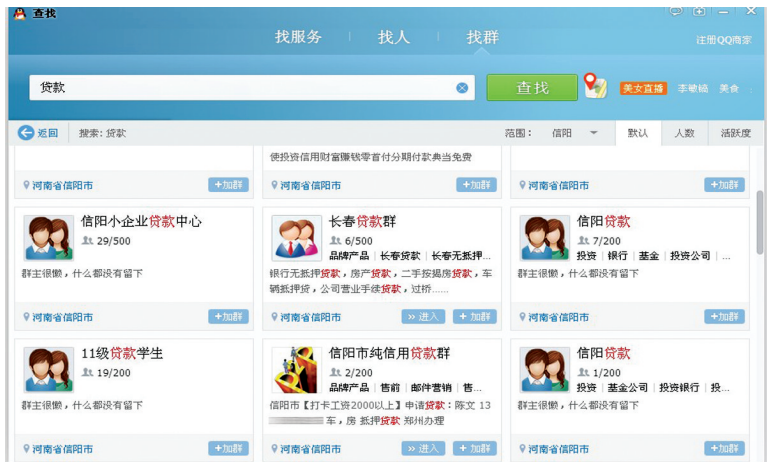 查找
找服务 找人 找群
注册QQ商家
贷款 查找 美女直播 李敏镐 美食
返回 搜索: 贷款 范围: 信阳 默认 人数 活跃度
使投资信用财富赚钱零首付分期付款典当免费
河南省信阳市 +加群 河南省信阳市 +加群 河南省信阳市 +加群
信阳小企业贷款中心
29/500
群主很懒，什么都没有留下
河南省信阳市 +加群
长春贷款群
6/500
品牌产品 长春贷款 长春无抵押...
银行无抵押贷款，房产贷款，二手按揭房贷款，车
辆抵押贷，公司营业手续贷款，过桥......
河南省信阳市 >> 进入 +加群
信阳贷款
7/200
投资 银行 基金 投资公司 ...
群主很懒，什么都没有留下
河南省信阳市 +加群
11级贷款学生
19/200
群主很懒，什么都没有留下
河南省信阳市 +加群
信阳市纯信用贷款群
2/200
品牌产品 售前 邮件营销 售...
信阳市【打卡工资2000以上】申请贷款：陈文 13
车，房 抵押贷款 郑州办理
河南省信阳市 >> 进入 +加群
信阳贷款
1/200
投资 基金公司 投资银行 投...
群主很懒，什么都没有留下
河南省信阳市 +加群